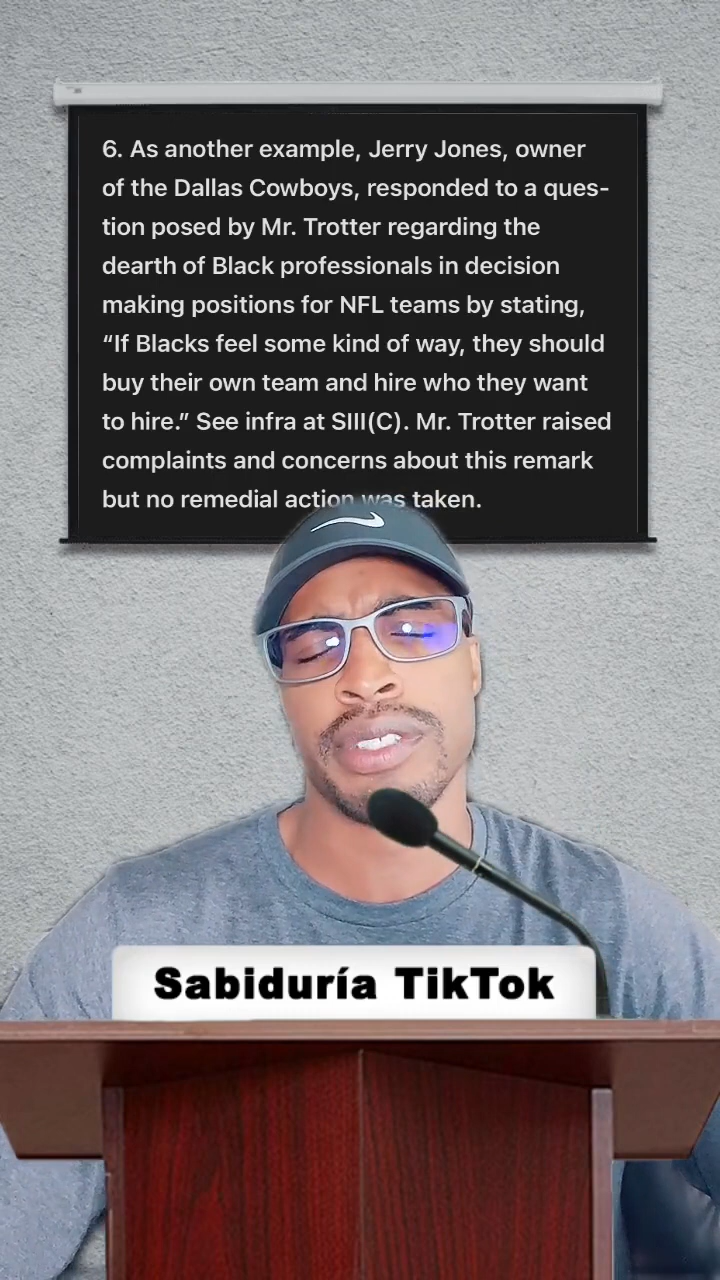 6. As another example, Jerry Jones, owner
of the Dallas Cowboys, responded to a ques-
tion posed by Mr. Trotter regarding the
dearth of Black professionals in decision
making positions for NFL teams by stating,
“If Blacks feel some kind of way, they should
buy their own team and hire who they want
to hire.” See infra at SIII(C). Mr. Trotter raised
complaints and concerns about this remark
but no remedial action was taken.
Sabiduría TikTok